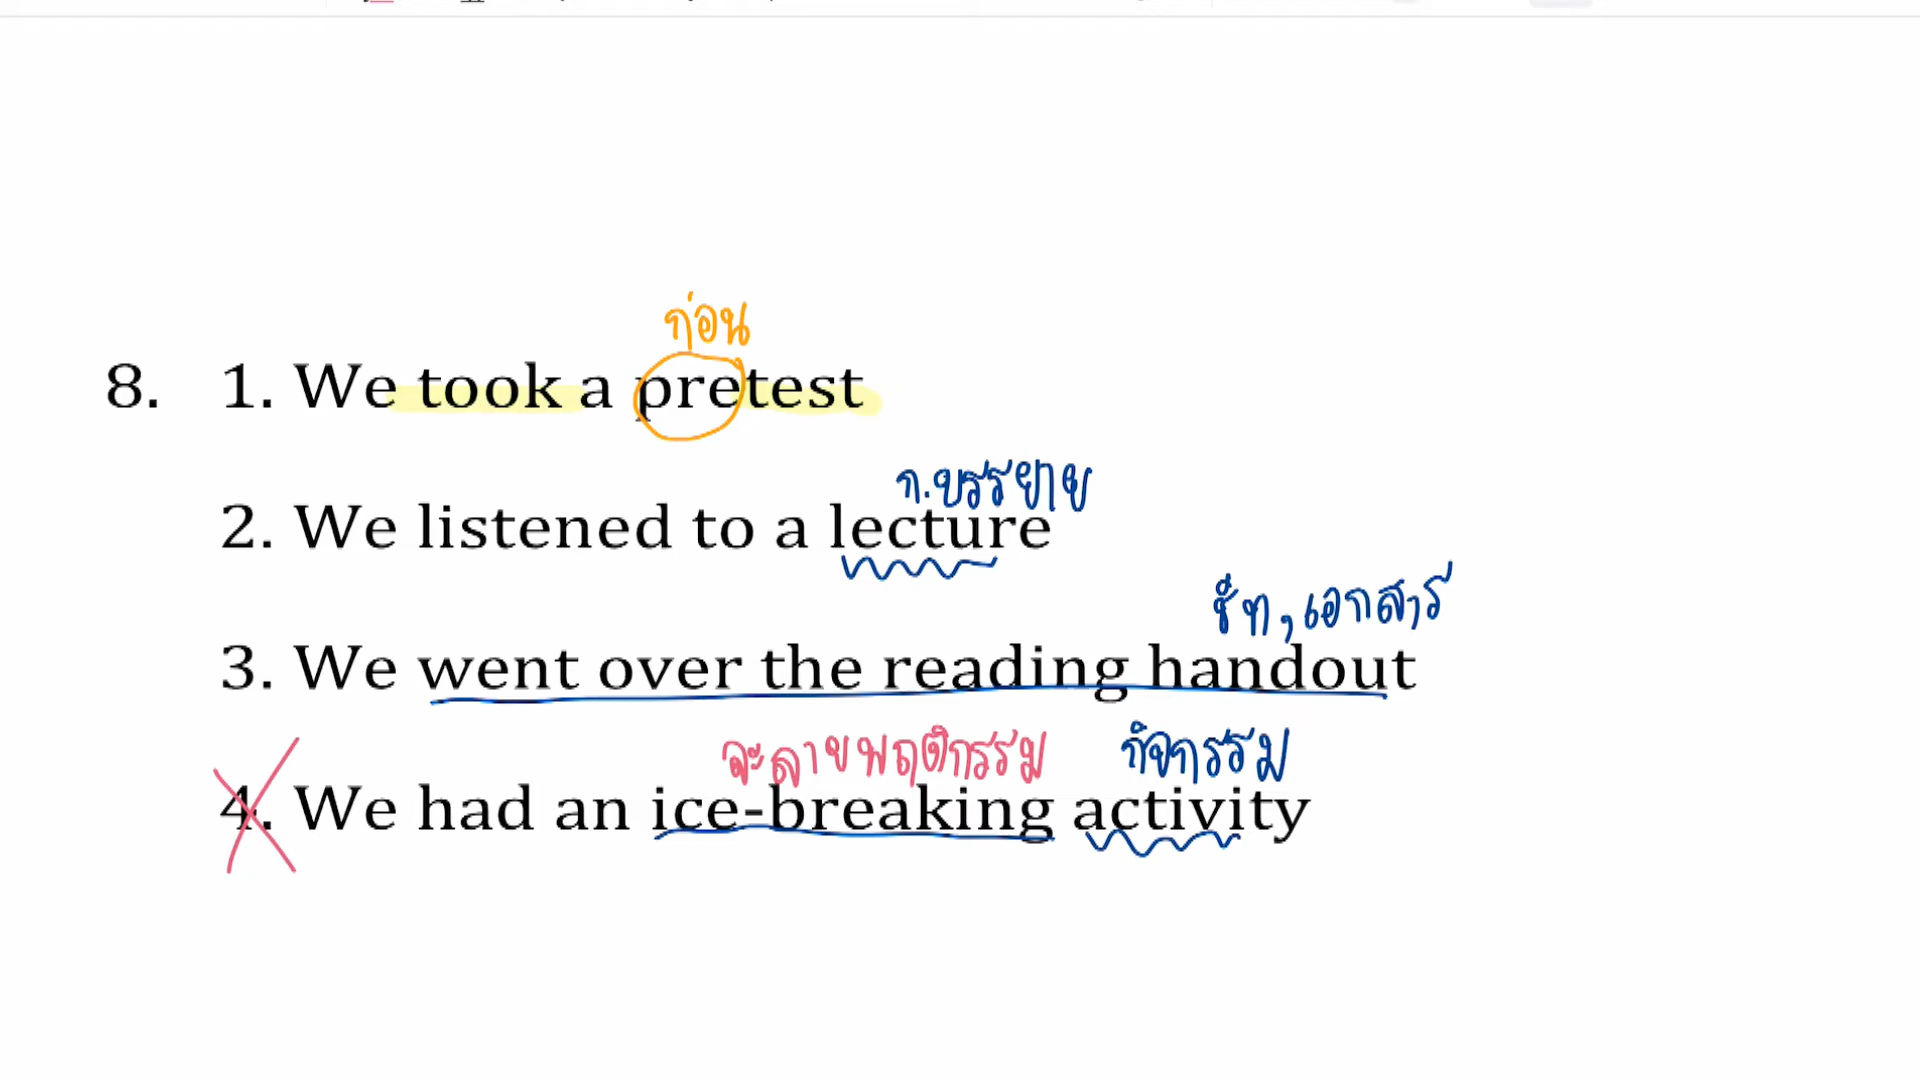 ก่อน
8. 1. We took a pretest
ก.บรรยาย
2. We listened to a lecture
ชีท, เอกสาร
3. We went over the reading handout
ละลายพฤติกรรม กิจกรรม
4. We had an ice-breaking activity